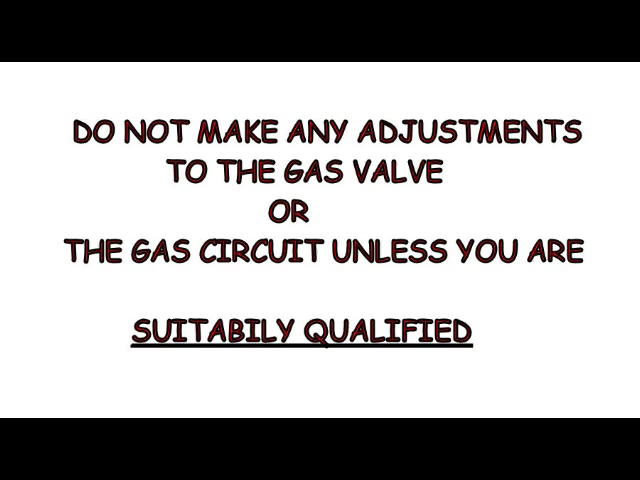 DO NOT MAKE ANY ADJUSTMENTS
TO THE GAS VALVE
OR
THE GAS CIRCUIT UNLESS YOU ARE
SUITABILY QUALIFIED